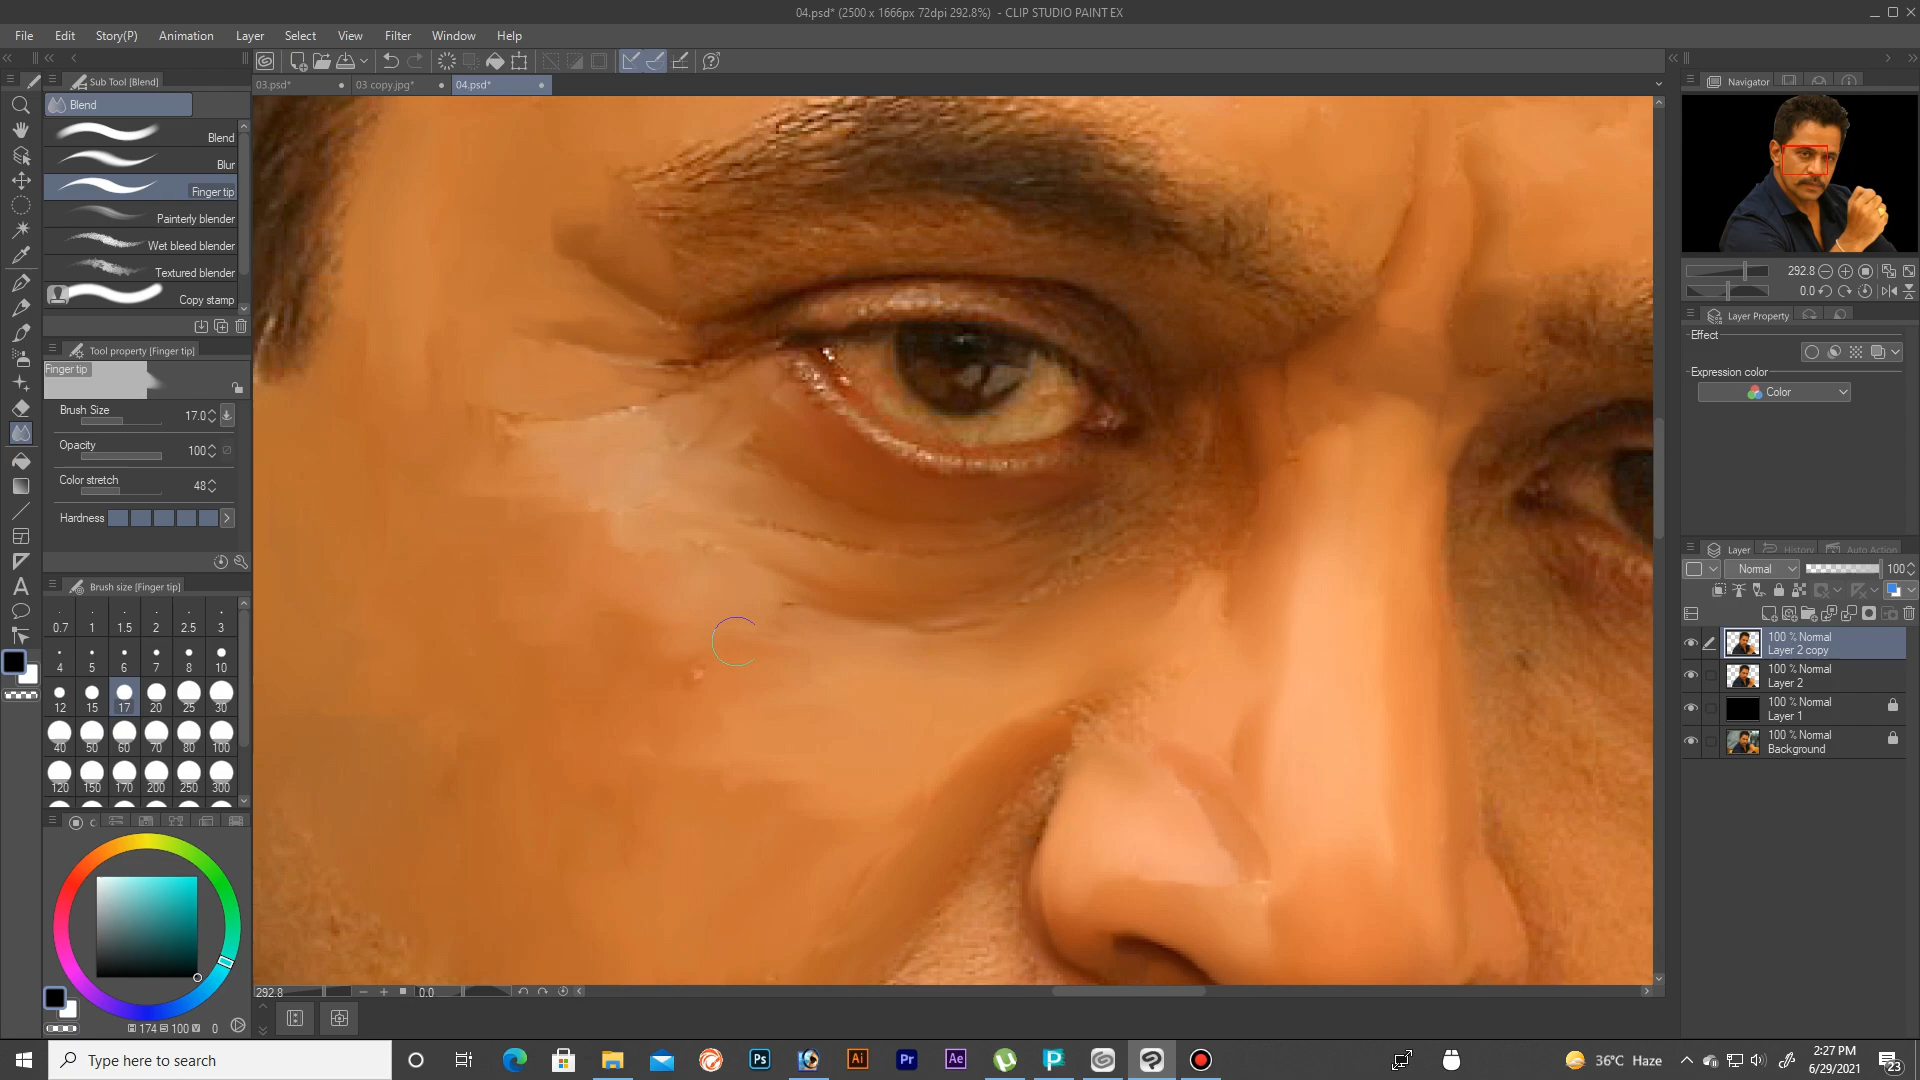 04.psd* (2500 x 1666px 72dpi 292.8%) - CLIP STUDIO PAINT EX
File Edit Story(P) Animation Layer Select View Filter Window Help
Sub Tool [Blend]
03.psd* 03 copy.jpg* 04.psd*
Navigator
Blend
Blend
Blur
Finger tip
Painterly blender
Wet bleed blender
Textured blender
Copy stamp
292.8
0.0
Layer Property
Effect
Expression color
Color
Tool property [Finger tip]
Finger tip
Brush Size 17.0
Opacity 100
Color stretch 48
Hardness
Layer History Auto Action
Normal 100
Brush size [Finger tip]
0.7 1 1.5 2 2.5 3
4 5 6 7 8 10
12 15 17 20 25 30
40 50 60 70 80 100
120 150 170 200 250 300
100 % Normal
Layer 2 copy
100 % Normal
Layer 2
100 % Normal
Layer 1
100 % Normal
Background
292.8 0.0
174 100 0
Type here to search
Ps Ai Pr Ae
36°C Haze
2:27 PM
6/29/2021
23